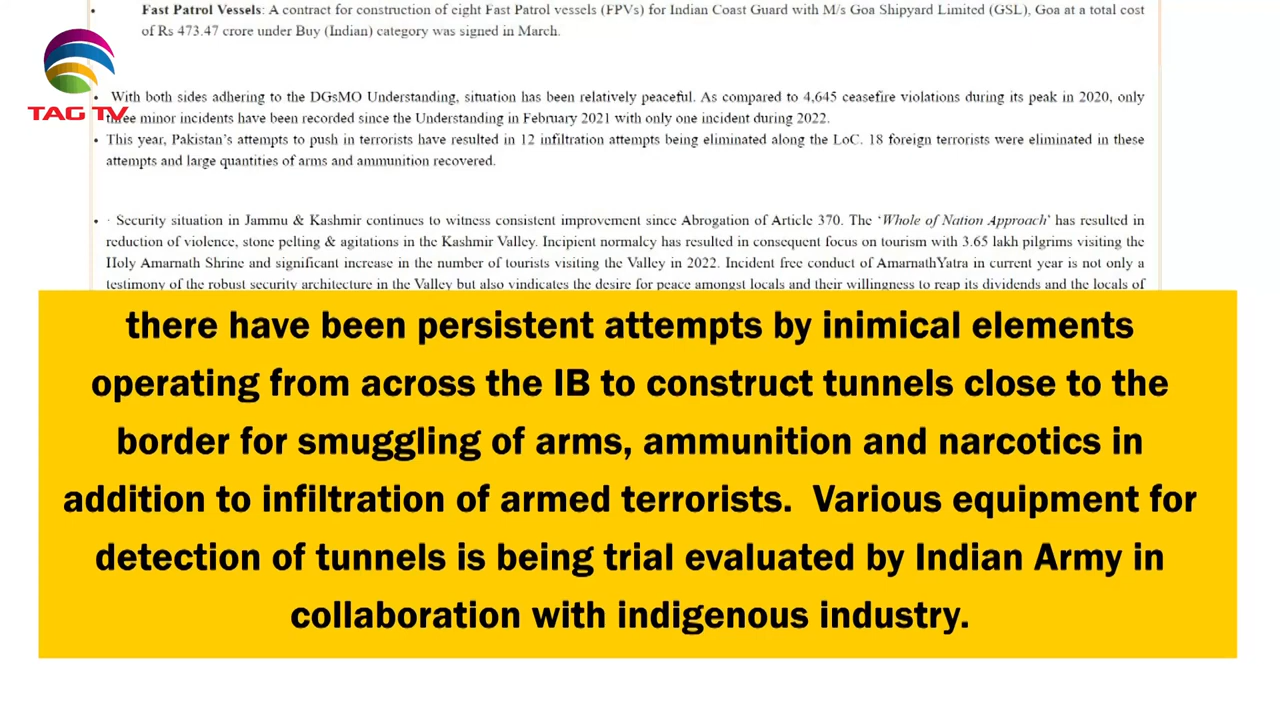 Fast Patrol Vessels: A contract for construction of eight Fast Patrol vessels (FPVs) for Indian Coast Guard with M/s Goa Shipyard Limited (GSL), Goa at a total cost
of Rs 473.47 crore under Buy (Indian) category was signed in March.
TAG TV
• With both sides adhering to the DGsMO Understanding, situation has been relatively peaceful. As compared to 4,645 ceasefire violations during its peak in 2020, only
three minor incidents have been recorded since the Understanding in February 2021 with only one incident during 2022.
• This year, Pakistan's attempts to push in terrorists have resulted in 12 infiltration attempts being eliminated along the LoC. 18 foreign terrorists were eliminated in these
attempts and large quantities of arms and ammunition recovered.
• · Security situation in Jammu & Kashmir continues to witness consistent improvement since Abrogation of Article 370. The 'Whole of Nation Approach' has resulted in
reduction of violence, stone pelting & agitations in the Kashmir Valley. Incipient normalcy has resulted in consequent focus on tourism with 3.65 lakh pilgrims visiting the
Holy Amarnath Shrine and significant increase in the number of tourists visiting the Valley in 2022. Incident free conduct of AmarnathYatra in current year is not only a
testimony of the robust security architecture in the Valley but also vindicates the desire for peace amongst locals and their willingness to reap its dividends and the locals of
there have been persistent attempts by inimical elements
operating from across the IB to construct tunnels close to the
border for smuggling of arms, ammunition and narcotics in
addition to infiltration of armed terrorists. Various equipment for
detection of tunnels is being trial evaluated by Indian Army in
collaboration with indigenous industry.